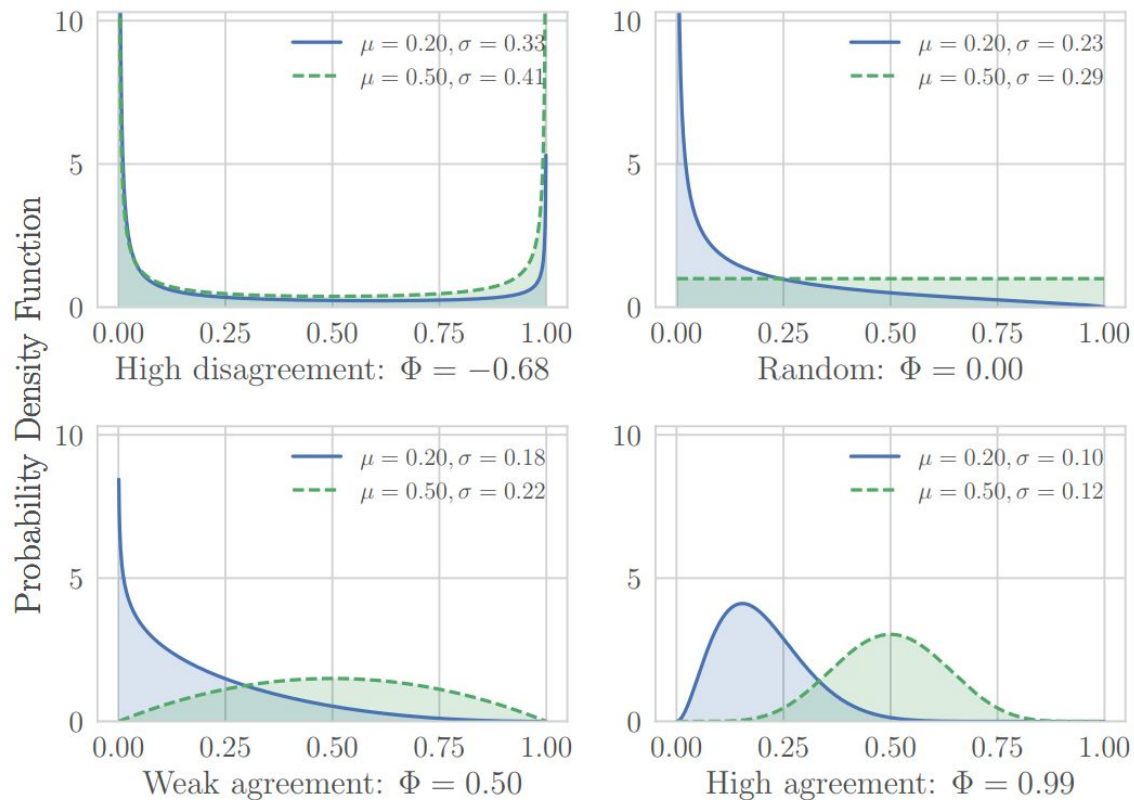 Probability Density Function
10
5
0
μ = 0.20, σ = 0.33
μ = 0.50, σ = 0.41
0.00 0.25 0.50 0.75 1.00
High disagreement: Φ = −0.68
10
5
0
μ = 0.20, σ = 0.23
μ = 0.50, σ = 0.29
0.00 0.25 0.50 0.75 1.00
Random: Φ = 0.00
10
5
0
μ = 0.20, σ = 0.18
μ = 0.50, σ = 0.22
0.00 0.25 0.50 0.75 1.00
Weak agreement: Φ = 0.50
10
5
0
μ = 0.20, σ = 0.10
μ = 0.50, σ = 0.12
0.00 0.25 0.50 0.75 1.00
High agreement: Φ = 0.99